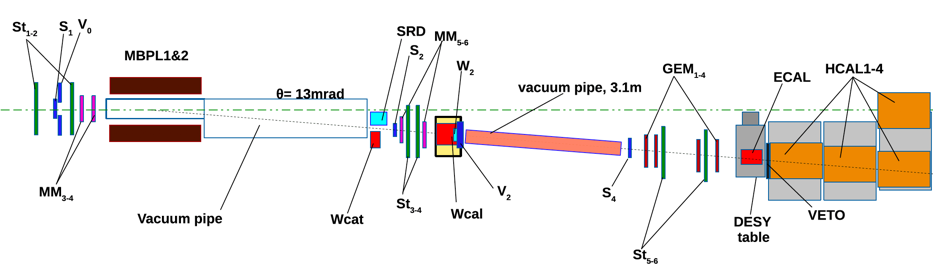 St1-2
S1
V0
MBPL1&2
θ= 13mrad
SRD
S2
MM5-6
W2
vacuum pipe, 3.1m
GEM1-4
ECAL
HCAL1-4
MM3-4
Vacuum pipe
Wcat
St3-4
Wcal
V2
S4
St5-6
DESY
table
VETO